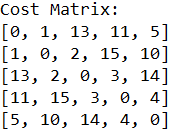 Cost Matrix:
[0, 1, 13, 11, 5]
[1, 0, 2, 15, 10]
[13, 2, 0, 3, 14]
[11, 15, 3, 0, 4]
[5, 10, 14, 4, 0]